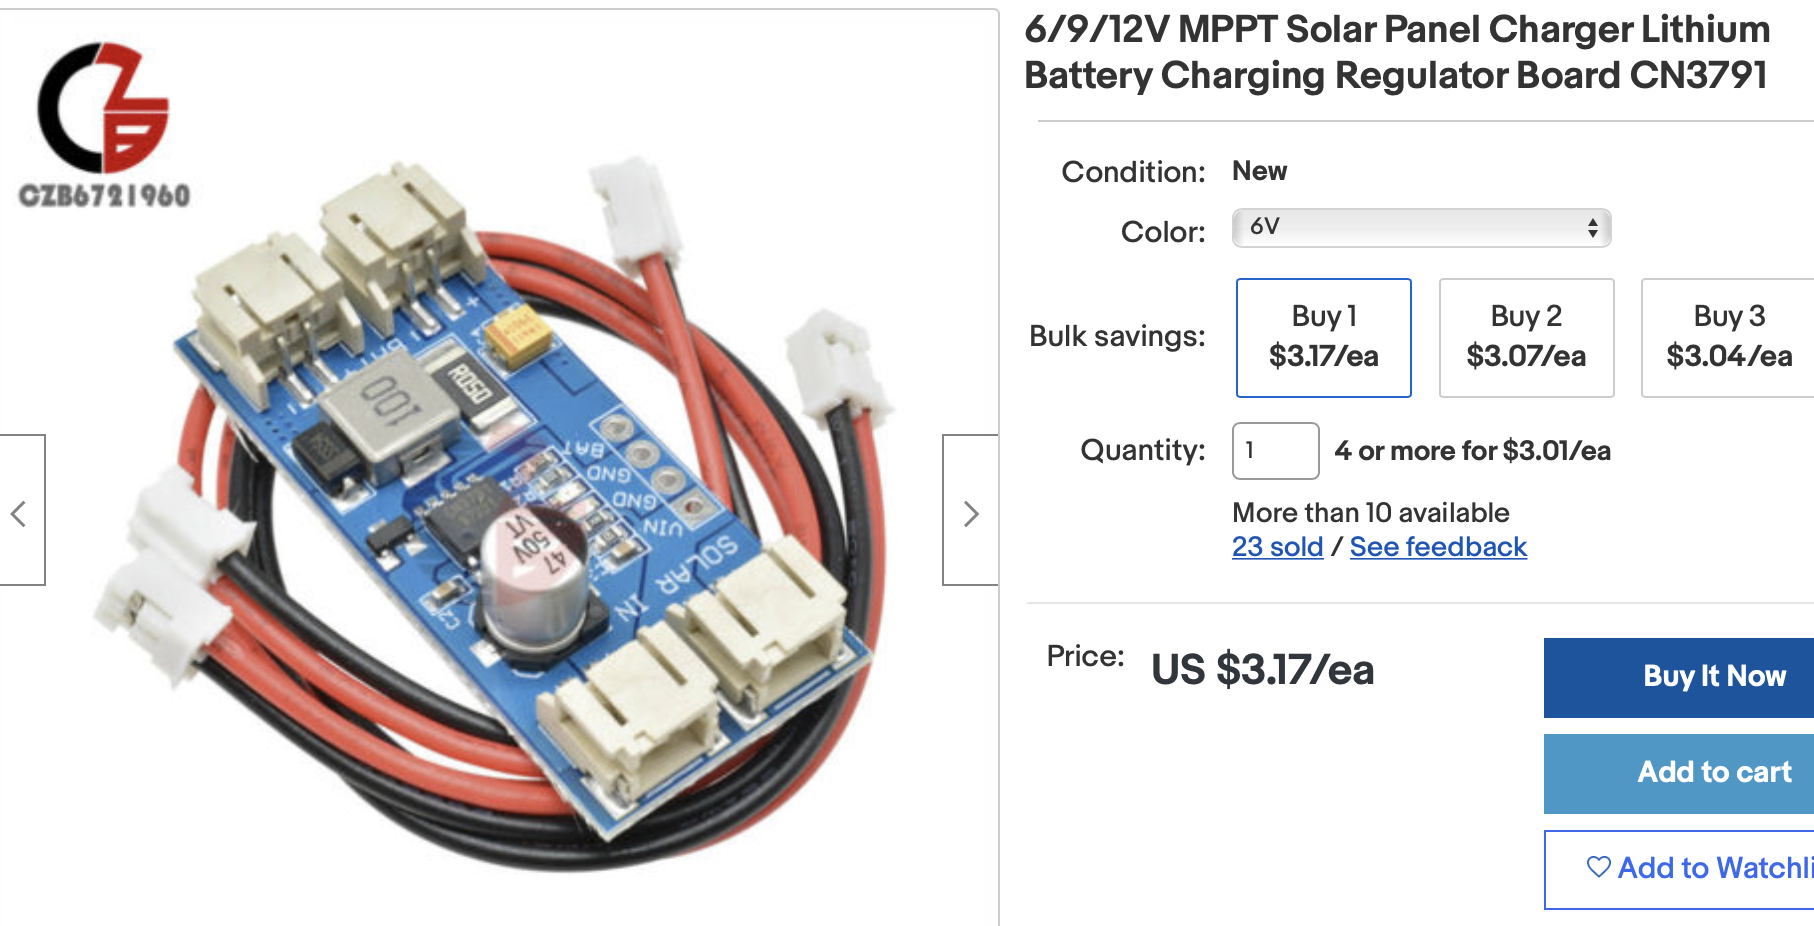 CZB6721960
6/9/12V MPPT Solar Panel Charger Lithium
Battery Charging Regulator Board CN3791
Condition: New
Color: 6V
Bulk savings:
Buy 1
$3.17/ea
Buy 2
$3.07/ea
Buy 3
$3.04/ea
Quantity: 1 4 or more for $3.01/ea
More than 10 available
23 sold / See feedback
Price: US $3.17/ea
Buy It Now
Add to cart
Add to Watchli
BAT
100
R050
BAT
GND
GND
VIN
SOLAR
IN
47
50V
VT
C2